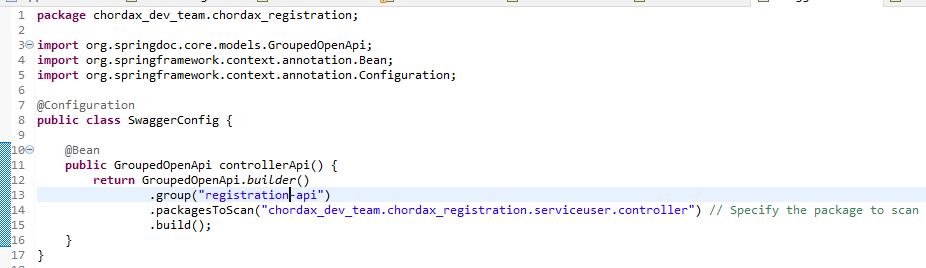 1 package chordax_dev_team.chordax_registration;
2
3 import org.springdoc.core.models.GroupedOpenApi;
4 import org.springframework.context.annotation.Bean;
5 import org.springframework.context.annotation.Configuration;
6
7 @Configuration
8 public class SwaggerConfig {
9
10 @Bean
11 public GroupedOpenApi controllerApi() {
12 return GroupedOpenApi.builder()
13 .group("registration-api")
14 .packagesToScan("chordax_dev_team.chordax_registration.serviceuser.controller") // Specify the package to scan
15 .build();
16 }
17 }